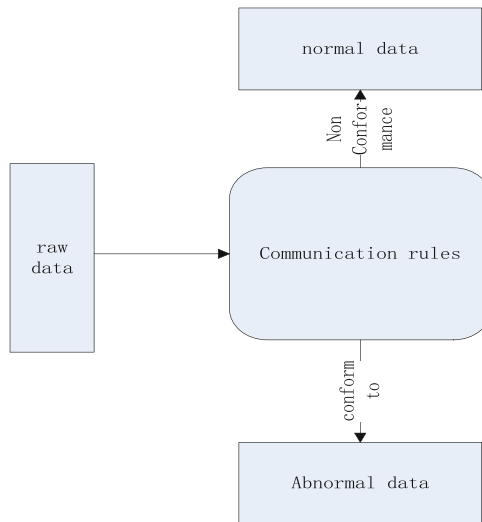 normal data
Non
Confor-
mance
raw
data
Communication rules
conform
to
Abnormal data